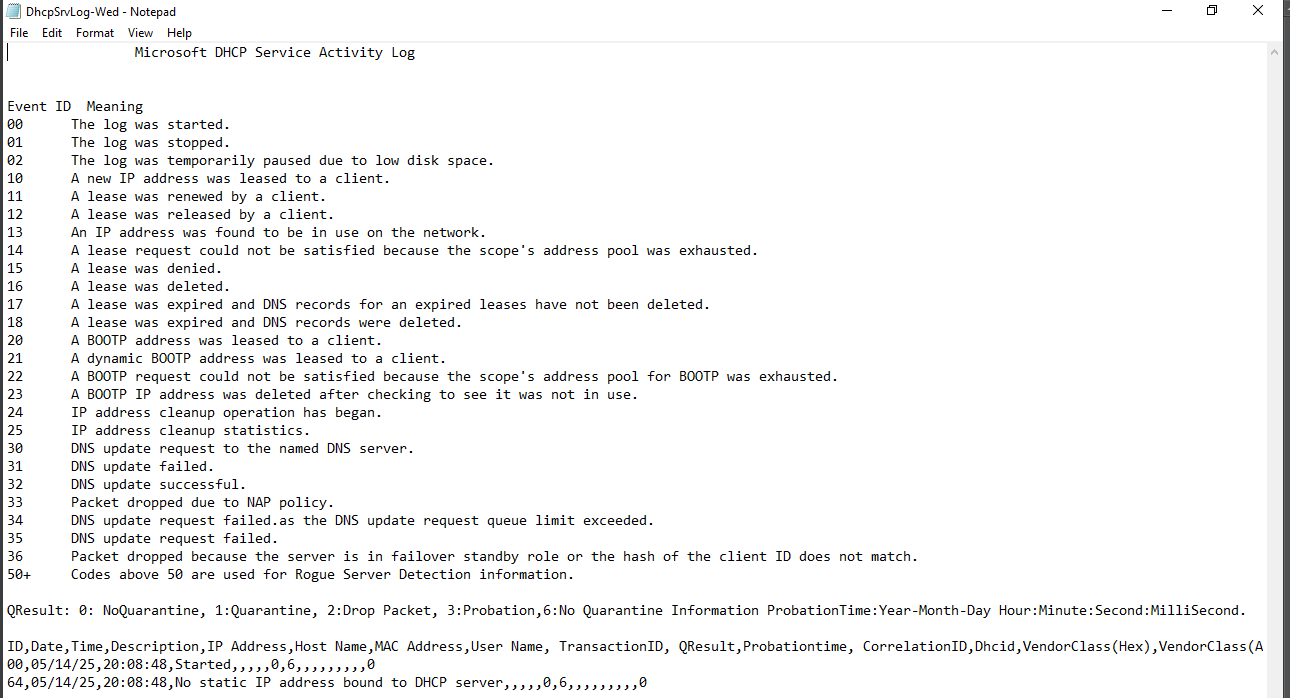 DhcpSrvLog-Wed - Notepad
File Edit Format View Help
Microsoft DHCP Service Activity Log
Event ID  Meaning
00      The log was started.
01      The log was stopped.
02      The log was temporarily paused due to low disk space.
10      A new IP address was leased to a client.
11      A lease was renewed by a client.
12      A lease was released by a client.
13      An IP address was found to be in use on the network.
14      A lease request could not be satisfied because the scope's address pool was exhausted.
15      A lease was denied.
16      A lease was deleted.
17      A lease was expired and DNS records for an expired leases have not been deleted.
18      A lease was expired and DNS records were deleted.
20      A BOOTP address was leased to a client.
21      A dynamic BOOTP address was leased to a client.
22      A BOOTP request could not be satisfied because the scope's address pool for BOOTP was exhausted.
23      A BOOTP IP address was deleted after checking to see it was not in use.
24      IP address cleanup operation has began.
25      IP address cleanup statistics.
30      DNS update request to the named DNS server.
31      DNS update failed.
32      DNS update successful.
33      Packet dropped due to NAP policy.
34      DNS update request failed.as the DNS update request queue limit exceeded.
35      DNS update request failed.
36      Packet dropped because the server is in failover standby role or the hash of the client ID does not match.
50+     Codes above 50 are used for Rogue Server Detection information.
QResult: 0: NoQuarantine, 1:Quarantine, 2:Drop Packet, 3:Probation,6:No Quarantine Information ProbationTime:Year-Month-Day Hour:Minute:Second:MilliSecond.
ID,Date,Time,Description,IP Address,Host Name,MAC Address,User Name, TransactionID, QResult,Probationtime, CorrelationID,Dhcid,VendorClass(Hex),VendorClass(A
00,05/14/25,20:08:48,Started,,,,,0,6,,,,,,,,,0
64,05/14/25,20:08:48,No static IP address bound to DHCP server,,,,,0,6,,,,,,,,,0